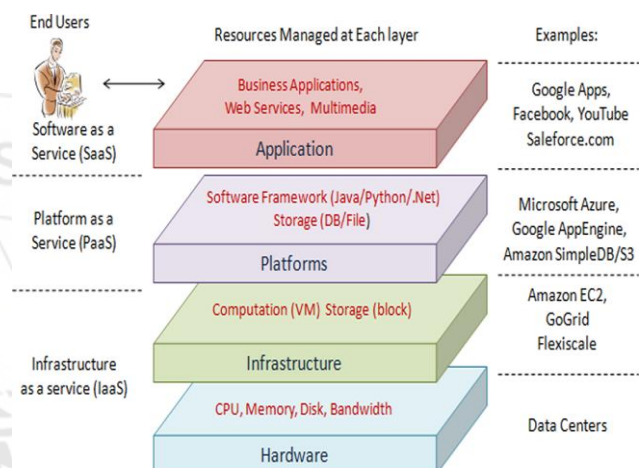 End Users
Resources Managed at Each layer
Examples:
Business Applications,
Web Services, Multimedia
Application
Software as a
Service (SaaS)
Google Apps,
Facebook, YouTube
Saleforce.com
Software Framework (Java/Python/.Net)
Storage (DB/File)
Platforms
Platform as a
Service (PaaS)
Microsoft Azure,
Google AppEngine,
Amazon SimpleDB/S3
Computation (VM) Storage (block)
Infrastructure
Amazon EC2,
GoGrid
Flexiscale
Infrastructure
as a service (IaaS)
CPU, Memory, Disk, Bandwidth
Hardware
Data Centers